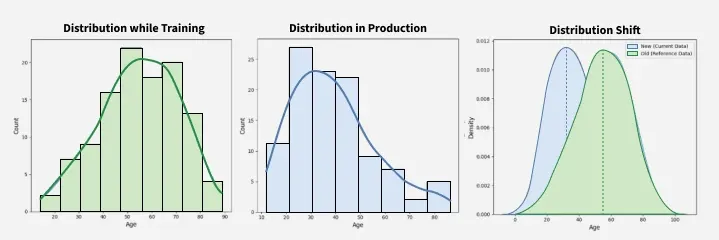 Distribution while Training
Count
20
15
10
5
0
20 30 40 50 60 70 80 90
Age
Distribution in Production
Count
25
20
15
10
5
0
10 20 30 40 50 60 70 80
Age
Distribution Shift
New (Current Data)
Old (Reference Data)
Density
0.012
0.010
0.008
0.006
0.004
0.002
0.000
0 20 40 60 80 100
Age